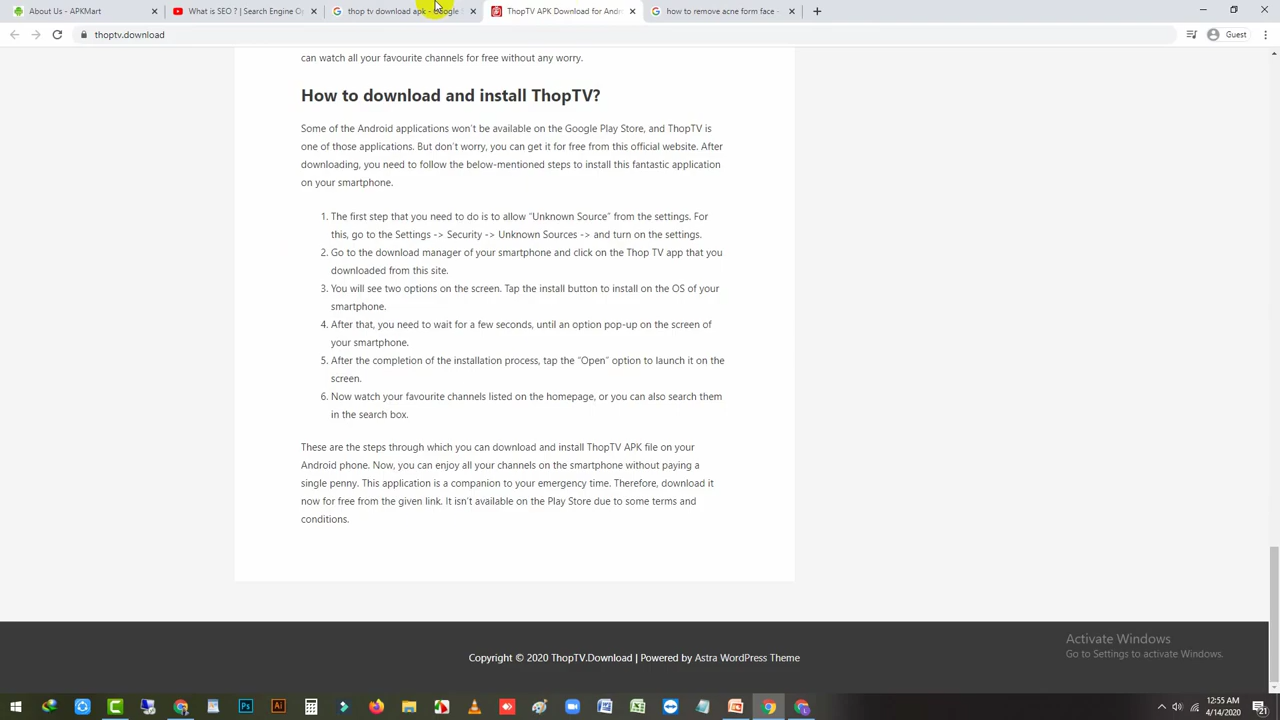 About Us - APKMart
What is SEO ? | Search Engine Op
thop tv download apk - Google
ThopTV APK Download for Andr
how to remove acne form face -
thoptv.download
Guest
can watch all your favourite channels for free without any worry.
How to download and install ThopTV?
Some of the Android applications won't be available on the Google Play Store, and ThopTV is
one of those applications. But don't worry, you can get it for free from this official website. After
downloading, you need to follow the below-mentioned steps to install this fantastic application
on your smartphone.
1. The first step that you need to do is to allow "Unknown Source" from the settings. For
this, go to the Settings -> Security -> Unknown Sources -> and turn on the settings.
2. Go to the download manager of your smartphone and click on the Thop TV app that you
downloaded from this site.
3. You will see two options on the screen. Tap the install button to install on the OS of your
smartphone.
4. After that, you need to wait for a few seconds, until an option pop-up on the screen of
your smartphone.
5. After the completion of the installation process, tap the "Open" option to launch it on the
screen.
6. Now watch your favourite channels listed on the homepage, or you can also search them
in the search box.
These are the steps through which you can download and install ThopTV APK file on your
Android phone. Now, you can enjoy all your channels on the smartphone without paying a
single penny. This application is a companion to your emergency time. Therefore, download it
now for free from the given link. It isn't available on the Play Store due to some terms and
conditions.
Copyright © 2020 ThopTV.Download | Powered by Astra WordPress Theme
Activate Windows
Go to Settings to activate Windows.
Ps
Ai
12:55 AM
4/14/2020
21